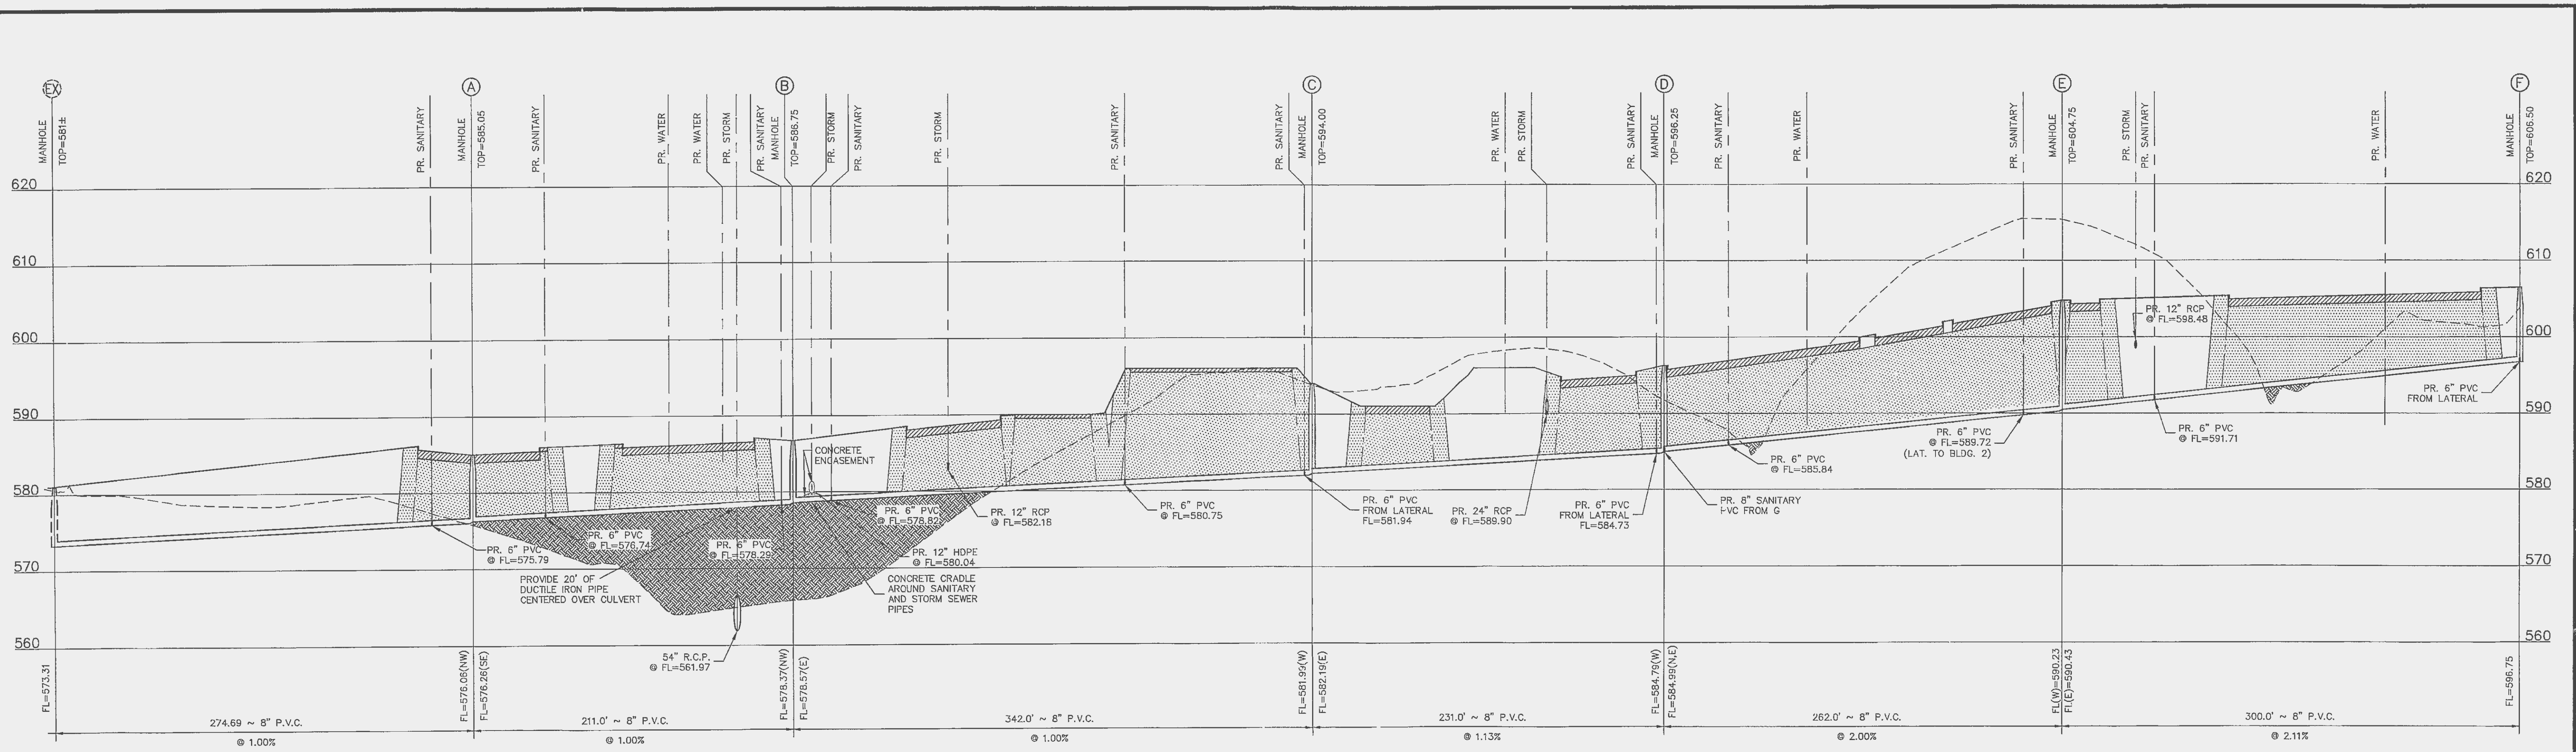 EX
A
B
C
D
E
F
MANHOLE
TOP=581±
PR. SANITARY
MANHOLE
TOP=585.05
PR. SANITARY
PR. WATER
PR. WATER
PR. STORM
PR. SANITARY
MANHOLE
TOP=586.75
PR. STORM
PR. SANITARY
PR. STORM
PR. SANITARY
PR. SANITARY
MANHOLE
TOP=594.00
PR. WATER
PR. STORM
PR. SANITARY
MANHOLE
TOP=596.25
PR. SANITARY
PR. WATER
PR. SANITARY
MANHOLE
TOP=604.75
PR. STORM
PR. SANITARY
PR. WATER
MANHOLE
TOP=606.50
620
620
610
610
600
600
590
590
580
580
570
570
560
560
PR. 12" RCP
@ FL=598.48
CONCRETE
ENCASEMENT
PR. 6" PVC
FROM LATERAL
PR. 6" PVC
@ FL=591.71
PR. 6" PVC
@ FL=589.72
(LAT. TO BLDG. 2)
PR. 6" PVC
@ FL=585.84
PR. 8" SANITARY
PVC FROM G
PR. 6" PVC
FROM LATERAL
FL=584.73
PR. 24" RCP
@ FL=589.90
PR. 6" PVC
FROM LATERAL
FL=581.94
PR. 6" PVC
@ FL=580.75
PR. 12" RCP
@ FL=582.18
PR. 6" PVC
@ FL=578.82
PR. 12" HDPE
@ FL=580.04
CONCRETE CRADLE
AROUND SANITARY
AND STORM SEWER
PIPES
PR. 6" PVC
@ FL=578.29
PR. 6" PVC
@ FL=576.74
PR. 6" PVC
@ FL=575.79
PROVIDE 20' OF
DUCTILE IRON PIPE
CENTERED OVER CULVERT
54" R.C.P.
@ FL=561.97
FL=573.31
FL=576.06(NW)
FL=576.26(SE)
FL=578.37(NW)
FL=578.57(E)
FL=581.99(W)
FL=582.19(E)
FL=584.79(W)
FL=584.99(N,E)
FL(W)=590.23
FL(E)=590.43
FL=596.75
274.69 ~ 8" P.V.C.
@ 1.00%
211.0' ~ 8" P.V.C.
@ 1.00%
342.0' ~ 8" P.V.C.
@ 1.00%
231.0' ~ 8" P.V.C.
@ 1.13%
262.0' ~ 8" P.V.C.
@ 2.00%
300.0' ~ 8" P.V.C.
@ 2.11%